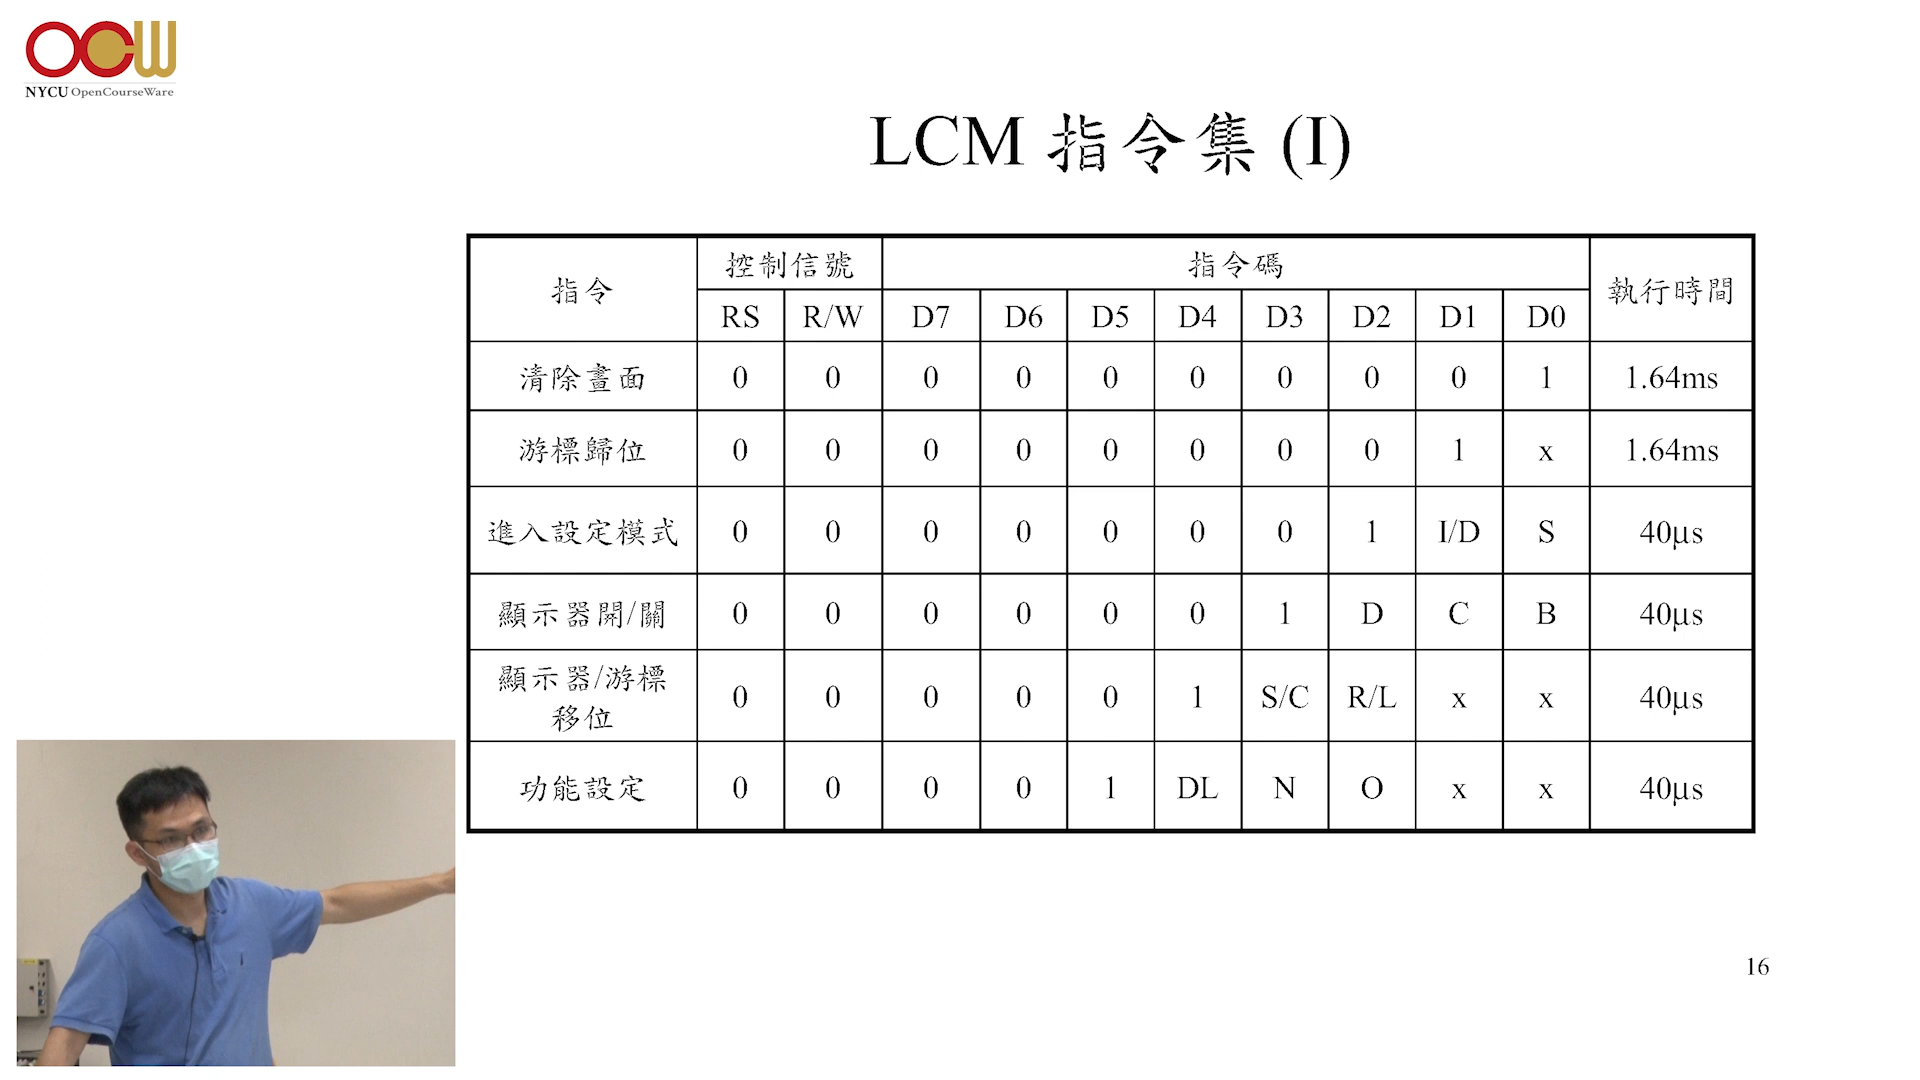 OCW
NYCU OpenCourseWare
LCM 指令集 (I)
指令 控制信號 指令碼 執行時間
RS R/W D7 D6 D5 D4 D3 D2 D1 D0
清除畫面 0 0 0 0 0 0 0 0 0 1 1.64ms
游標歸位 0 0 0 0 0 0 0 0 1 x 1.64ms
進入設定模式 0 0 0 0 0 0 0 1 I/D S 40μs
顯示器開/關 0 0 0 0 0 0 1 D C B 40μs
顯示器/游標
移位 0 0 0 0 0 1 S/C R/L x x 40μs
功能設定 0 0 0 0 1 DL N O x x 40μs
16